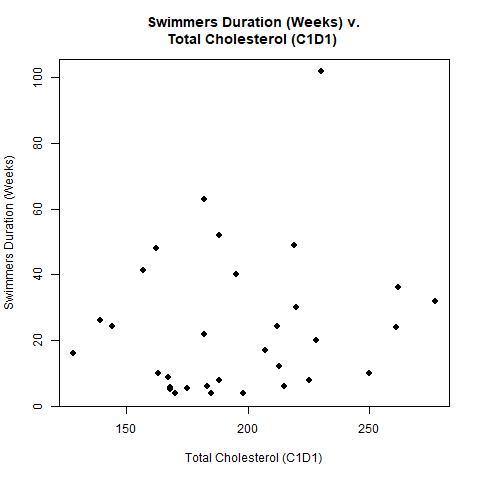 Swimmers Duration (Weeks) v.
Total Cholesterol (C1D1)
Swimmers Duration (Weeks)
100
80
60
40
20
0
150
200
250
Total Cholesterol (C1D1)